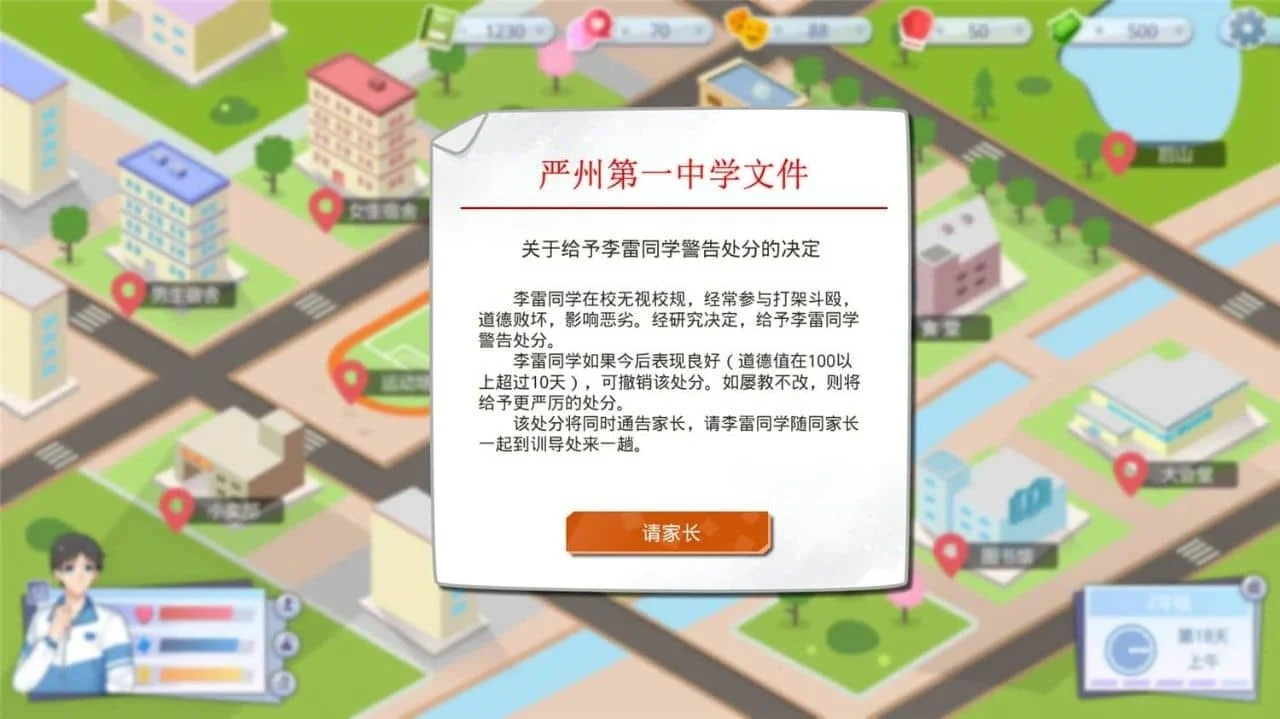 1230
70
88
50
500
严州第一中学文件
关于给予李雷同学警告处分的决定
李雷同学在校无视校规，经常参与打架斗殴，
道德败坏，影响恶劣。经研究决定，给予李雷同学
警告处分。
李雷同学如果今后表现良好（道德值在100以
上超过10天），可撤销该处分。如屡教不改，则将
给予更严厉的处分。
该处分将同时通告家长，请李雷同学随同家长
一起到训导处来一趟。
请家长
后山
女生宿舍
男生宿舍
食堂
运动场
大会堂
小卖部
图书馆
第18天
上午